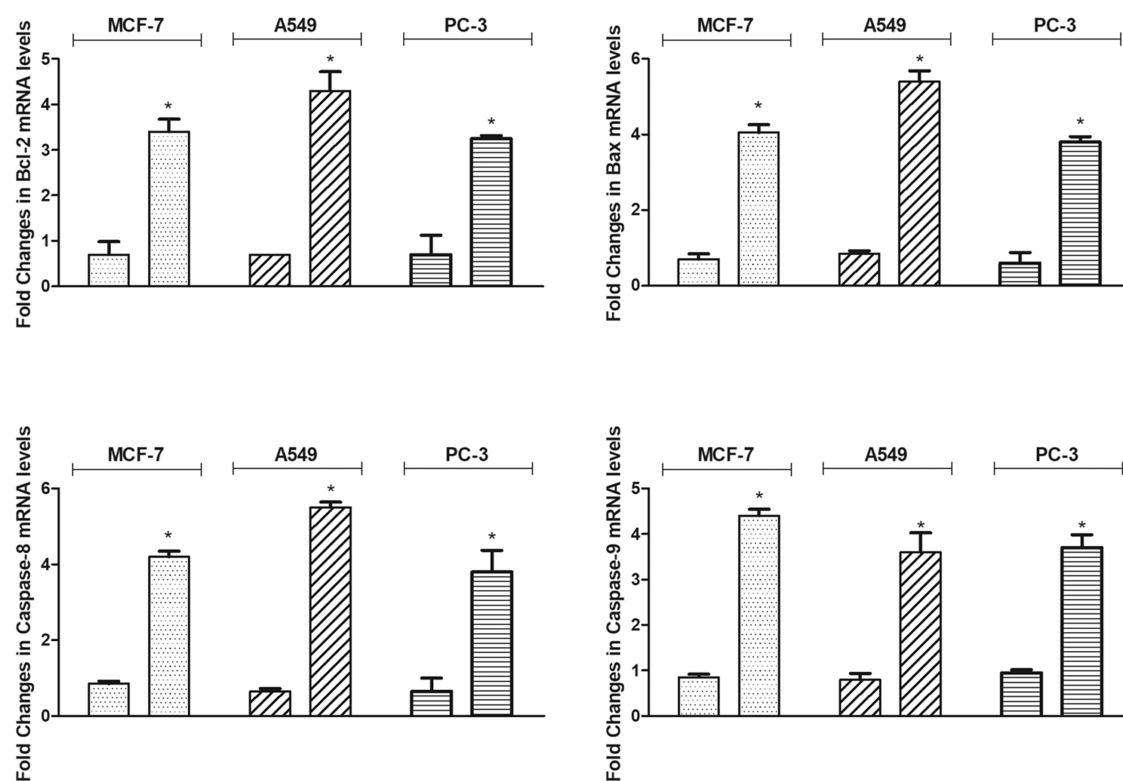 MCF-7 A549 PC-3
Fold Changes in Bcl-2 mRNA levels
5
4
3
2
1
0
* * *
MCF-7 A549 PC-3
Fold Changes in Bax mRNA levels
6
4
2
0
* * *
MCF-7 A549 PC-3
Fold Changes in Caspase-8 mRNA levels
6
4
2
0
* * *
MCF-7 A549 PC-3
Fold Changes in Caspase-9 mRNA levels
5
4
3
2
1
0
* * *